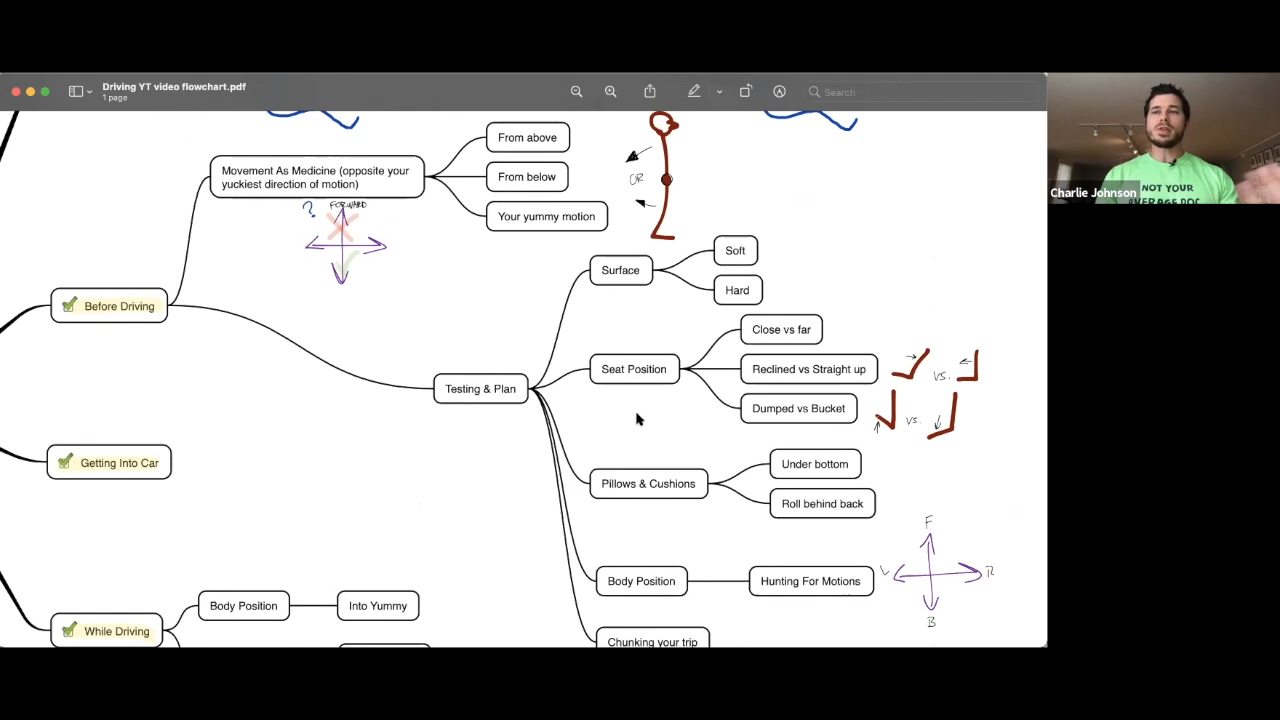 Driving YT video flowchart.pdf
1 page
Search
Charlie Johnson
NOT YOUR
AVERAGE DOC
Movement As Medicine (opposite your
yuckiest direction of motion)
From above
From below
Your yummy motion
OR
?
FORWARD
Before Driving
Testing & Plan
Surface
Soft
Hard
Seat Position
Close vs far
Reclined vs Straight up
VS.
Dumped vs Bucket
VS.
Getting Into Car
Pillows & Cushions
Under bottom
Roll behind back
Body Position
Hunting For Motions
F
L
R
B
While Driving
Body Position
Into Yummy
Chunking your trip